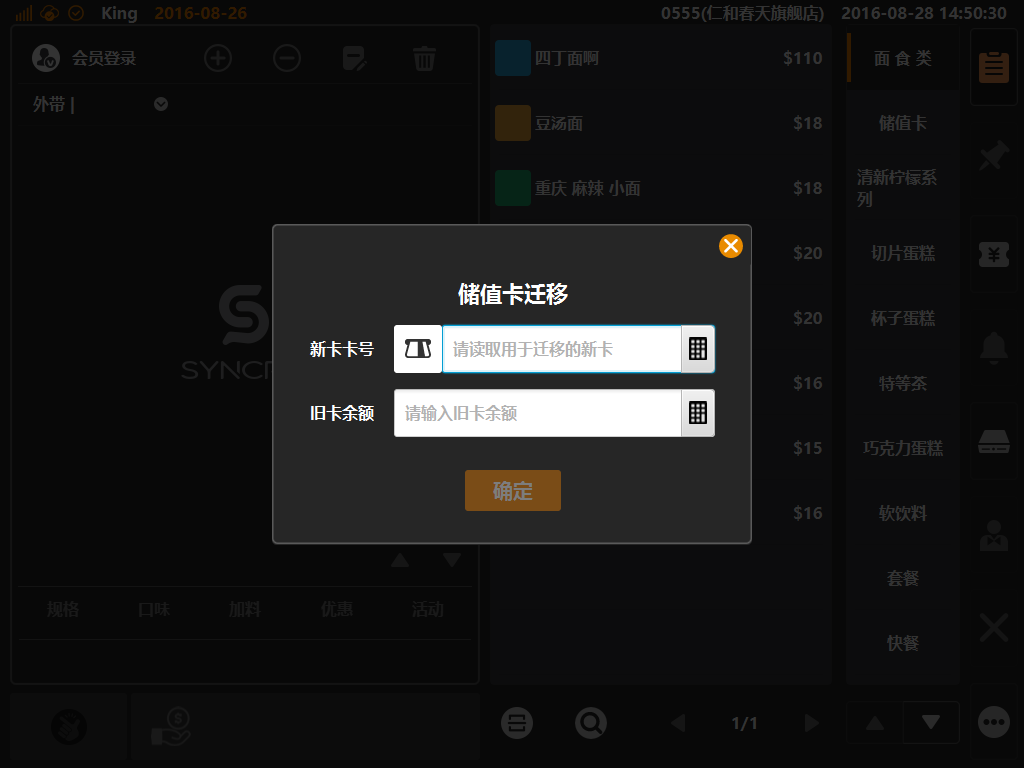 King 2016-08-26 0555(仁和春天旗舰店) 2016-08-28 14:50:30
会员登录
外带 |
四丁面啊 $110
豆汤面 $18
重庆 麻辣 小面 $18
$20
$20
$16
$15
$16
面 食 类
储值卡
清新柠檬系
列
切片蛋糕
杯子蛋糕
特等茶
巧克力蛋糕
软饮料
套餐
快餐
储值卡迁移
新卡卡号 请读取用于迁移的新卡
旧卡余额 请输入旧卡余额
确定
规格 口味 加料 优惠 活动
1/1